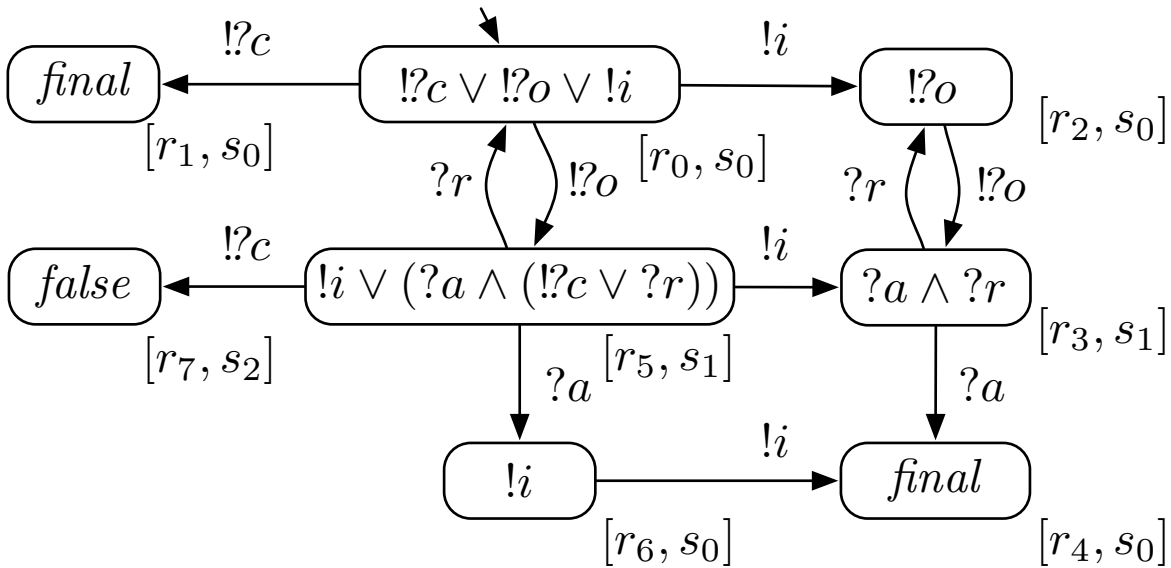 !?c !i
final !?c ∨ !?o ∨ !i !?o
[r₁, s₀] [r₀, s₀] [r₂, s₀]
?r !?o ?r !?o
!?c !i
false !i ∨ (?a ∧ (!?c ∨ ?r)) ?a ∧ ?r
[r₇, s₂] [r₅, s₁] [r₃, s₁]
?a ?a
!i
!i final
[r₆, s₀] [r₄, s₀]